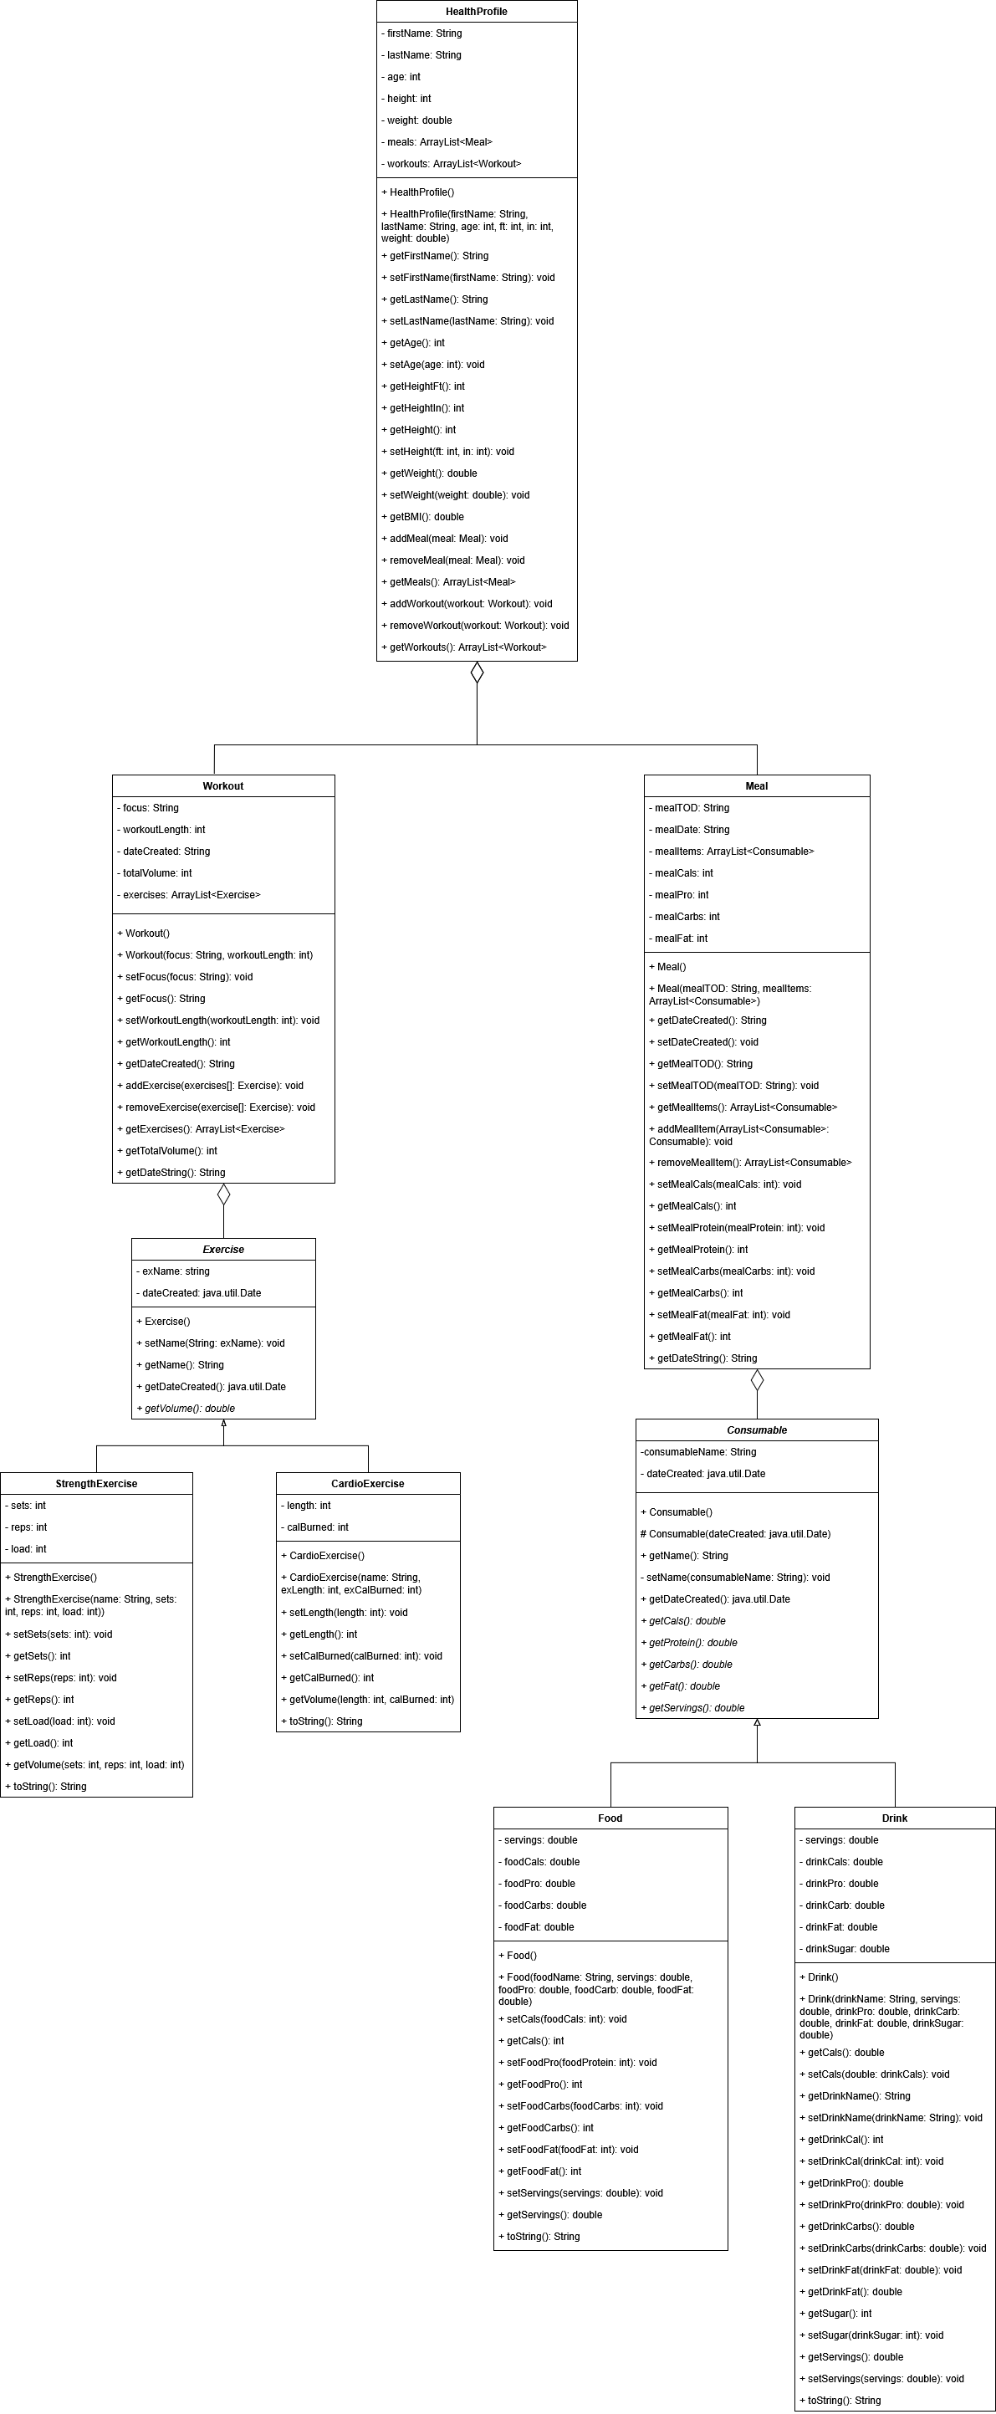 HealthProfile
- firstName: String
- lastName: String
- age: int
- height: int
- weight: double
- meals: ArrayList<Meal>
- workouts: ArrayList<Workout>
+ HealthProfile()
+ HealthProfile(firstName: String,
lastName: String, age: int, ft: int, in: int,
weight: double)
+ getFirstName(): String
+ setFirstName(firstName: String): void
+ getLastName(): String
+ setLastName(lastName: String): void
+ getAge(): int
+ setAge(age: int): void
+ getHeightFt(): int
+ getHeightIn(): int
+ getHeight(): int
+ setHeight(ft: int, in: int): void
+ getWeight(): double
+ setWeight(weight: double): void
+ getBMI(): double
+ addMeal(meal: Meal): void
+ removeMeal(meal: Meal): void
+ getMeals(): ArrayList<Meal>
+ addWorkout(workout: Workout): void
+ removeWorkout(workout: Workout): void
+ getWorkouts(): ArrayList<Workout>
Workout
- focus: String
- workoutLength: int
- dateCreated: String
- totalVolume: int
- exercises: ArrayList<Exercise>
+ Workout()
+ Workout(focus: String, workoutLength: int)
+ setFocus(focus: String): void
+ getFocus(): String
+ setWorkoutLength(workoutLength: int): void
+ getWorkoutLength(): int
+ getDateCreated(): String
+ addExercise(exercises[]: Exercise): void
+ removeExercise(exercise[]: Exercise): void
+ getExercises(): ArrayList<Exercise>
+ getTotalVolume(): int
+ getDateString(): String
Meal
- mealTOD: String
- mealDate: String
- mealItems: ArrayList<Consumable>
- mealCals: int
- mealPro: int
- mealCarbs: int
- mealFat: int
+ Meal()
+ Meal(mealTOD: String, mealItems:
ArrayList<Consumable>)
+ getDateCreated(): String
+ setDateCreated(): void
+ getMealTOD(): String
+ setMealTOD(mealTOD: String): void
+ getMealItems(): ArrayList<Consumable>
+ addMealItem(ArrayList<Consumable>:
Consumable): void
+ removeMealItem(): ArrayList<Consumable>
+ setMealCals(mealCals: int): void
+ getMealCals(): int
+ setMealProtein(mealProtein: int): void
+ getMealProtein(): int
+ setMealCarbs(mealCarbs: int): void
+ getMealCarbs(): int
+ setMealFat(mealFat: int): void
+ getMealFat(): int
+ getDateString(): String
Exercise
- exName: string
- dateCreated: java.util.Date
+ Exercise()
+ setName(String: exName): void
+ getName(): String
+ getDateCreated(): java.util.Date
+ getVolume(): double
Consumable
-consumableName: String
- dateCreated: java.util.Date
+ Consumable()
# Consumable(dateCreated: java.util.Date)
+ getName(): String
- setName(consumableName: String): void
+ getDateCreated(): java.util.Date
+ getCals(): double
+ getProtein(): double
+ getCarbs(): double
+ getFat(): double
+ getServings(): double
StrengthExercise
- sets: int
- reps: int
- load: int
+ StrengthExercise()
+ StrengthExercise(name: String, sets:
int, reps: int, load: int))
+ setSets(sets: int): void
+ getSets(): int
+ setReps(reps: int): void
+ getReps(): int
+ setLoad(load: int): void
+ getLoad(): int
+ getVolume(sets: int, reps: int, load: int)
+ toString(): String
CardioExercise
- length: int
- calBurned: int
+ CardioExercise()
+ CardioExercise(name: String,
exLength: int, exCalBurned: int)
+ setLength(length: int): void
+ getLength(): int
+ setCalBurned(calBurned: int): void
+ getCalBurned(): int
+ getVolume(length: int, calBurned: int)
+ toString(): String
Food
- servings: double
- foodCals: double
- foodPro: double
- foodCarbs: double
- foodFat: double
+ Food()
+ Food(foodName: String, servings: double,
foodPro: double, foodCarb: double, foodFat:
double)
+ setCals(foodCals: int): void
+ getCals(): int
+ setFoodPro(foodProtein: int): void
+ getFoodPro(): int
+ setFoodCarbs(foodCarbs: int): void
+ getFoodCarbs(): int
+ setFoodFat(foodFat: int): void
+ getFoodFat(): int
+ setServings(servings: double): void
+ getServings(): double
+ toString(): String
Drink
- servings: double
- drinkCals: double
- drinkPro: double
- drinkCarb: double
- drinkFat: double
- drinkSugar: double
+ Drink()
+ Drink(drinkName: String, servings:
double, drinkPro: double, drinkCarb:
double, drinkFat: double, drinkSugar:
double)
+ getCals(): double
+ setCals(double: drinkCals): void
+ getDrinkName(): String
+ setDrinkName(drinkName: String): void
+ getDrinkCal(): int
+ setDrinkCal(drinkCal: int): void
+ getDrinkPro(): double
+ setDrinkPro(drinkPro: double): void
+ getDrinkCarbs(): double
+ setDrinkCarbs(drinkCarbs: double): void
+ setDrinkFat(drinkFat: double): void
+ getDrinkFat(): double
+ getSugar(): int
+ setSugar(drinkSugar: int): void
+ getServings(): double
+ setServings(servings: double): void
+ toString(): String